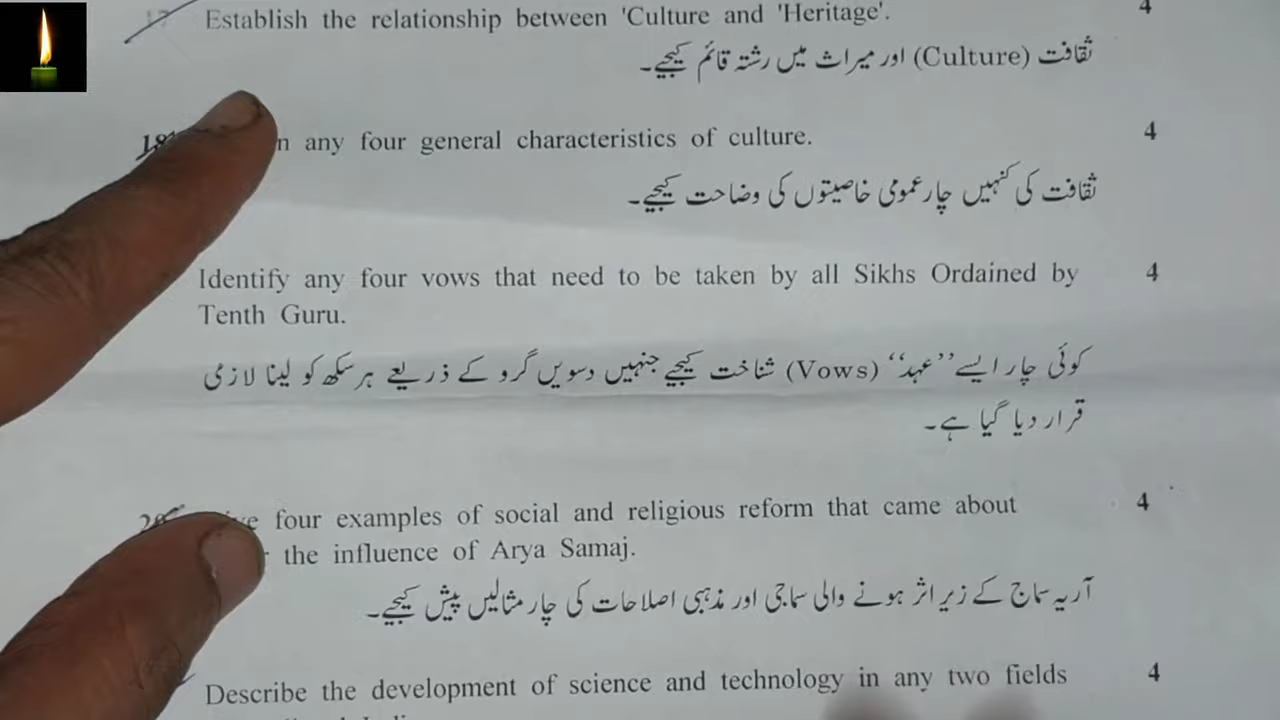 Establish the relationship between 'Culture and 'Heritage'. 4
ثقافت (Culture) اور میراث میں رشتہ قائم کیجیے۔
any four general characteristics of culture. 4
ثقافت کی کنہیں چار عمومی خاصیتوں کی وضاحت کیجیے۔
Identify any four vows that need to be taken by all Sikhs Ordained by 4
Tenth Guru.
کوئی چار ایسے ’’عہد‘‘ (Vows) شناخت کیجیے جنہیں دسویں گرو کے ذریعے ہر سکھ کو لینا لازمی
قرار دیا گیا ہے۔
four examples of social and religious reform that came about 4
the influence of Arya Samaj.
آریہ سماج کے زیر اثر ہونے والی سماجی اور مذہبی اصلاحات کی چار مثالیں پیش کیجیے۔
Describe the development of science and technology in any two fields 4